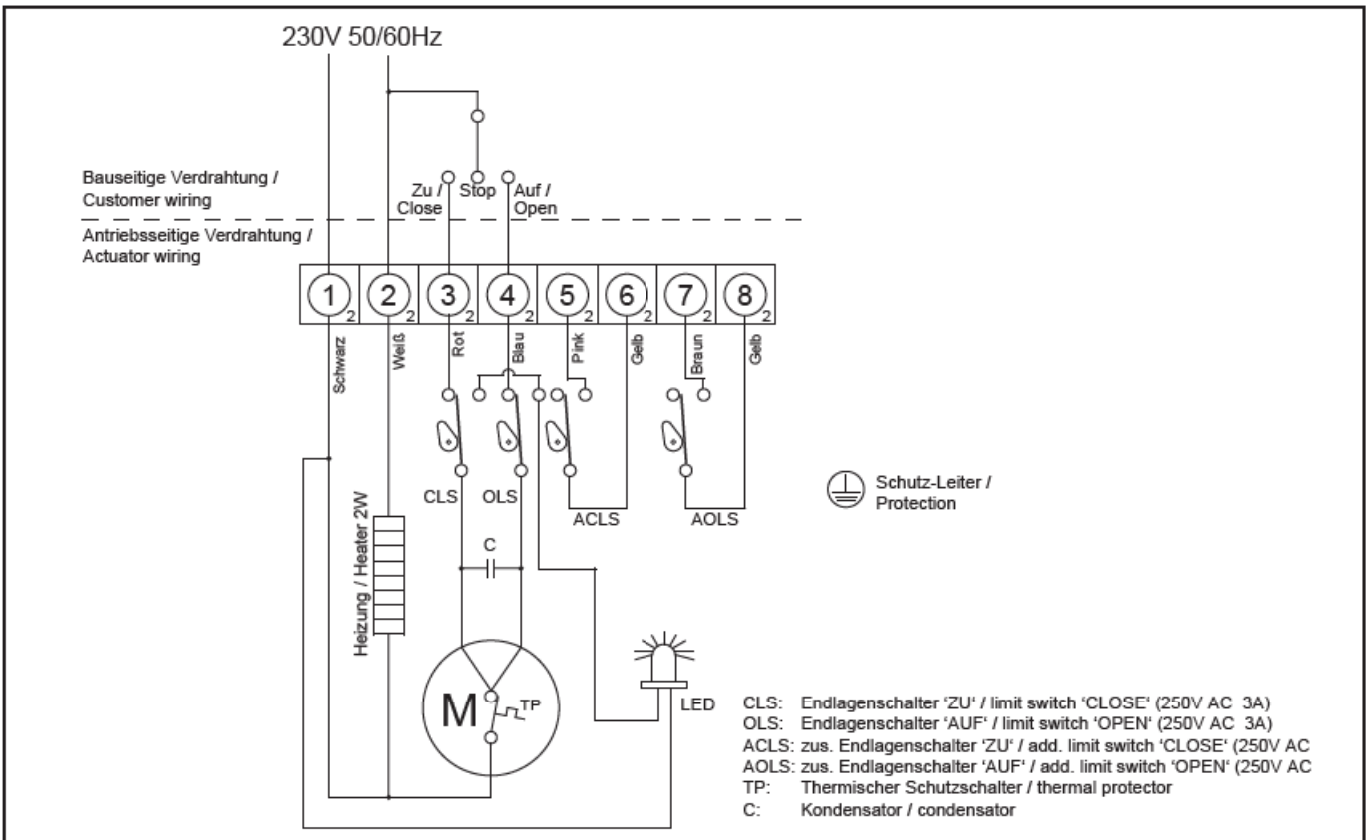 230V 50/60Hz
Bauseitige Verdrahtung /
Customer wiring
Zu /
Close
Stop
Auf /
Open
Antriebsseitige Verdrahtung /
Actuator wiring
1 2 3 4 5 6 7 8
2 2 2 2 2 2 2 2
Schwarz
Weiß
Rot
Blau
Pink
Gelb
Braun
Gelb
CLS
OLS
ACLS
AOLS
Schutz-Leiter /
Protection
C
Heizung / Heater 2W
M
TP
LED
CLS: Endlagenschalter 'ZU' / limit switch 'CLOSE' (250V AC 3A)
OLS: Endlagenschalter 'AUF' / limit switch 'OPEN' (250V AC 3A)
ACLS: zus. Endlagenschalter 'ZU' / add. limit switch 'CLOSE' (250V AC
AOLS: zus. Endlagenschalter 'AUF' / add. limit switch 'OPEN' (250V AC
TP: Thermischer Schutzschalter / thermal protector
C: Kondensator / condensator